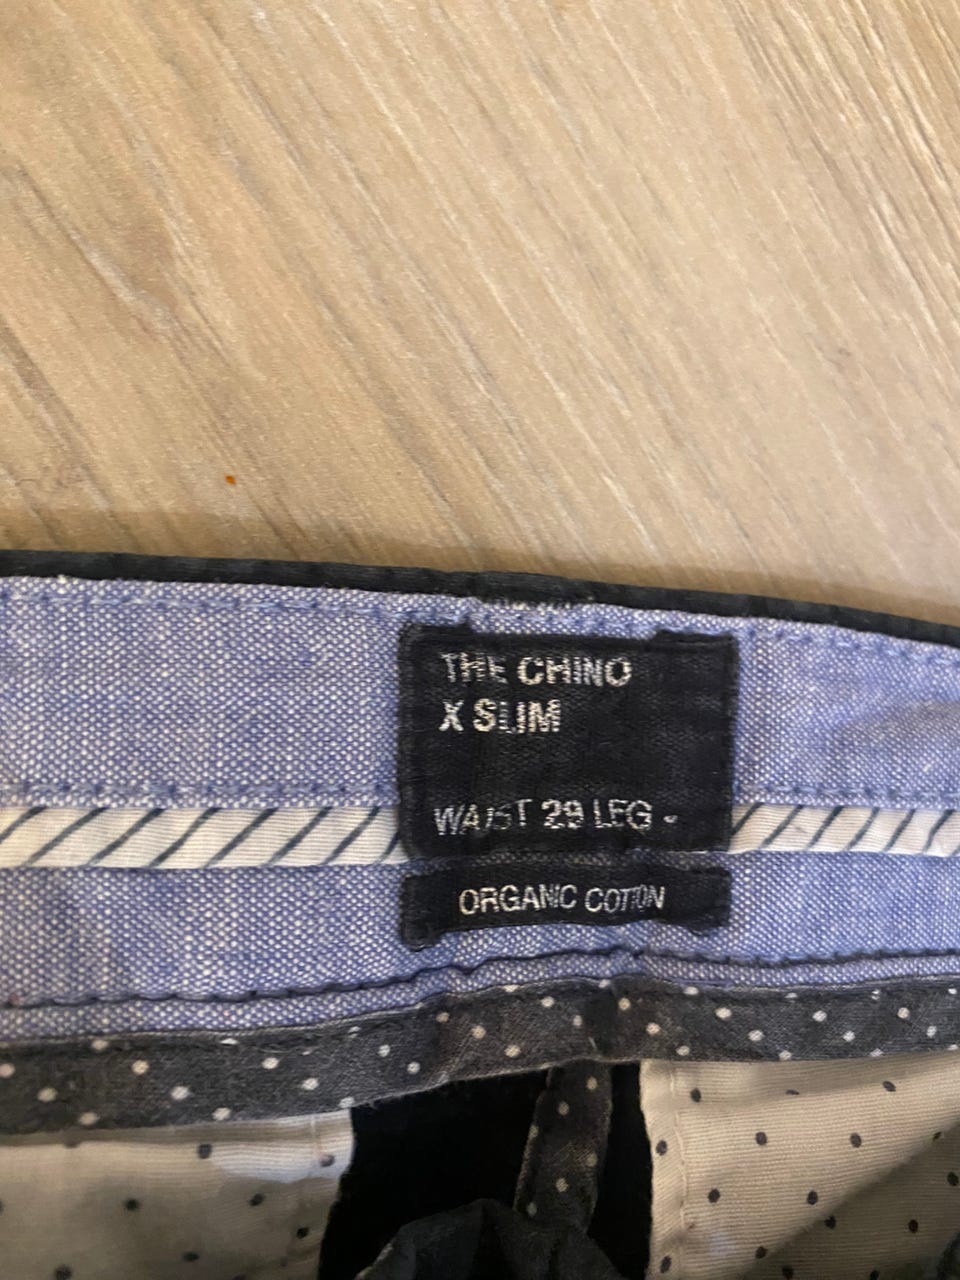 THE CHINO
X SLIM
WAIST 29 LEG -
ORGANIC COTTON